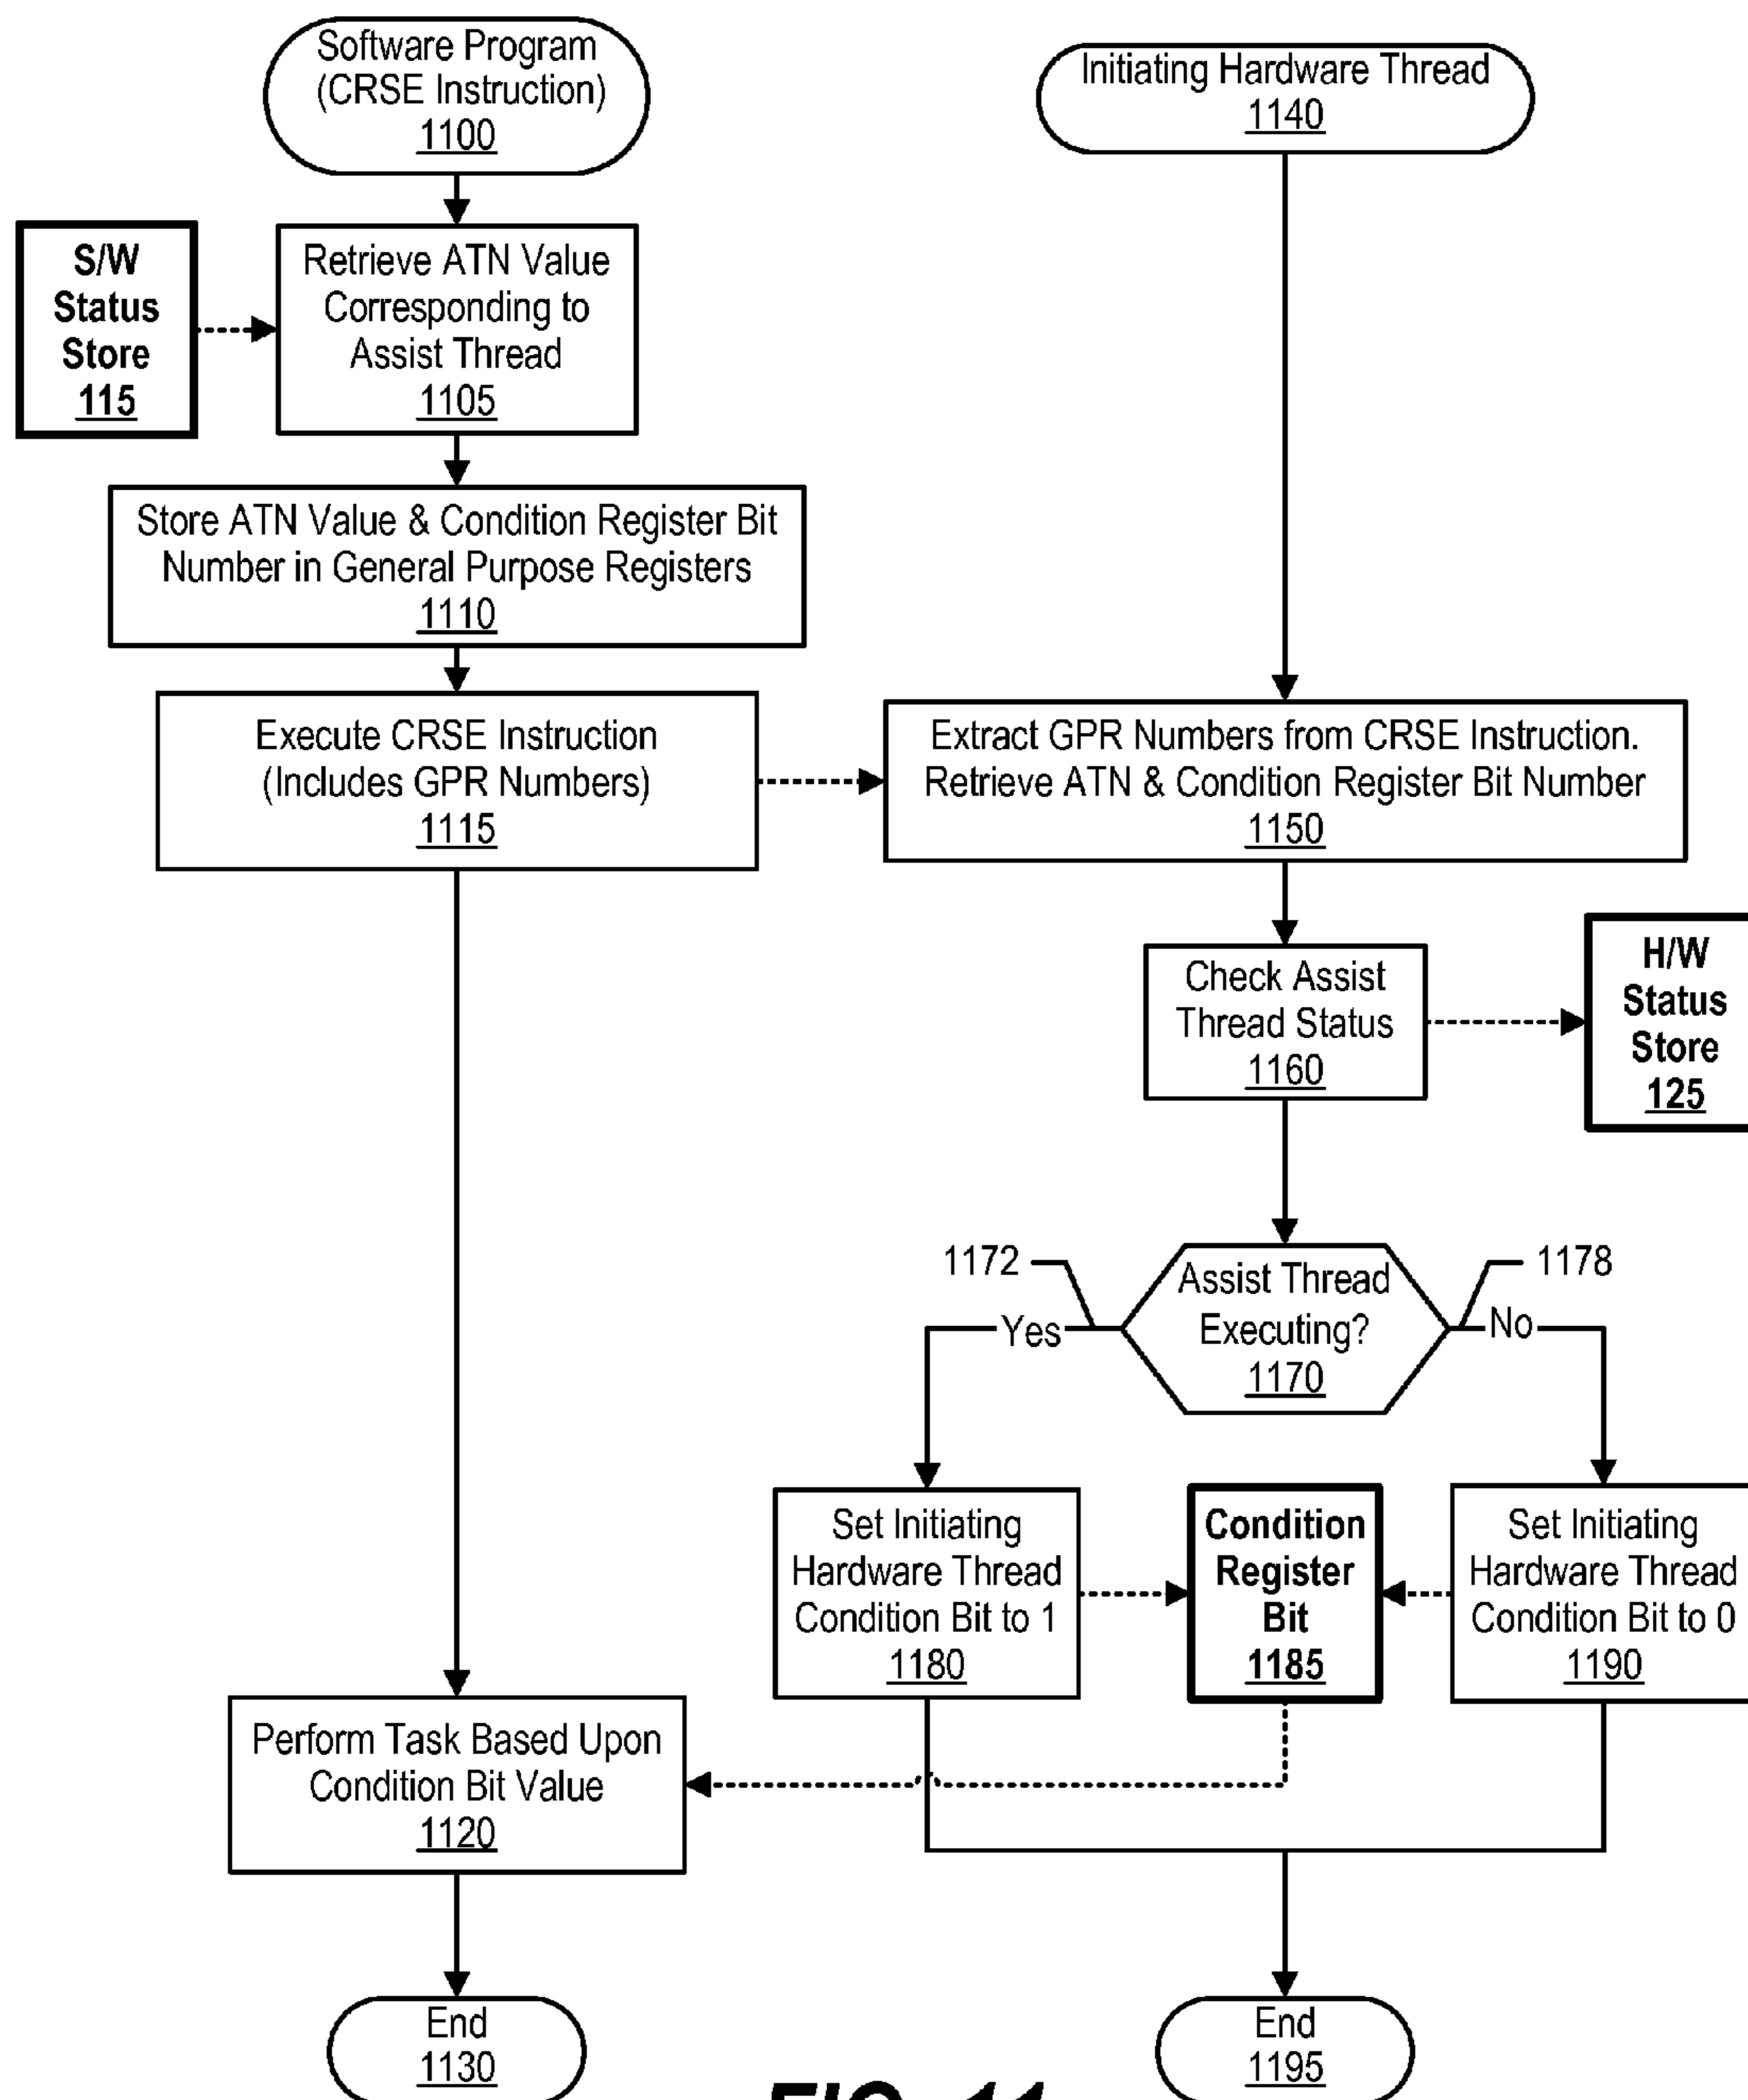 Software Program
(CRSE Instruction)
1100
Initiating Hardware Thread
1140
S/W
Status
Store
115
Retrieve ATN Value
Corresponding to
Assist Thread
1105
Store ATN Value & Condition Register Bit
Number in General Purpose Registers
1110
Execute CRSE Instruction
(Includes GPR Numbers)
1115
Extract GPR Numbers from CRSE Instruction.
Retrieve ATN & Condition Register Bit Number
1150
Check Assist
Thread Status
1160
H/W
Status
Store
125
1172
1178
Assist Thread
Executing?
1170
Yes
No
Set Initiating
Hardware Thread
Condition Bit to 1
1180
Condition
Register
Bit
1185
Set Initiating
Hardware Thread
Condition Bit to 0
1190
Perform Task Based Upon
Condition Bit Value
1120
End
1130
End
1195
FIG. 11